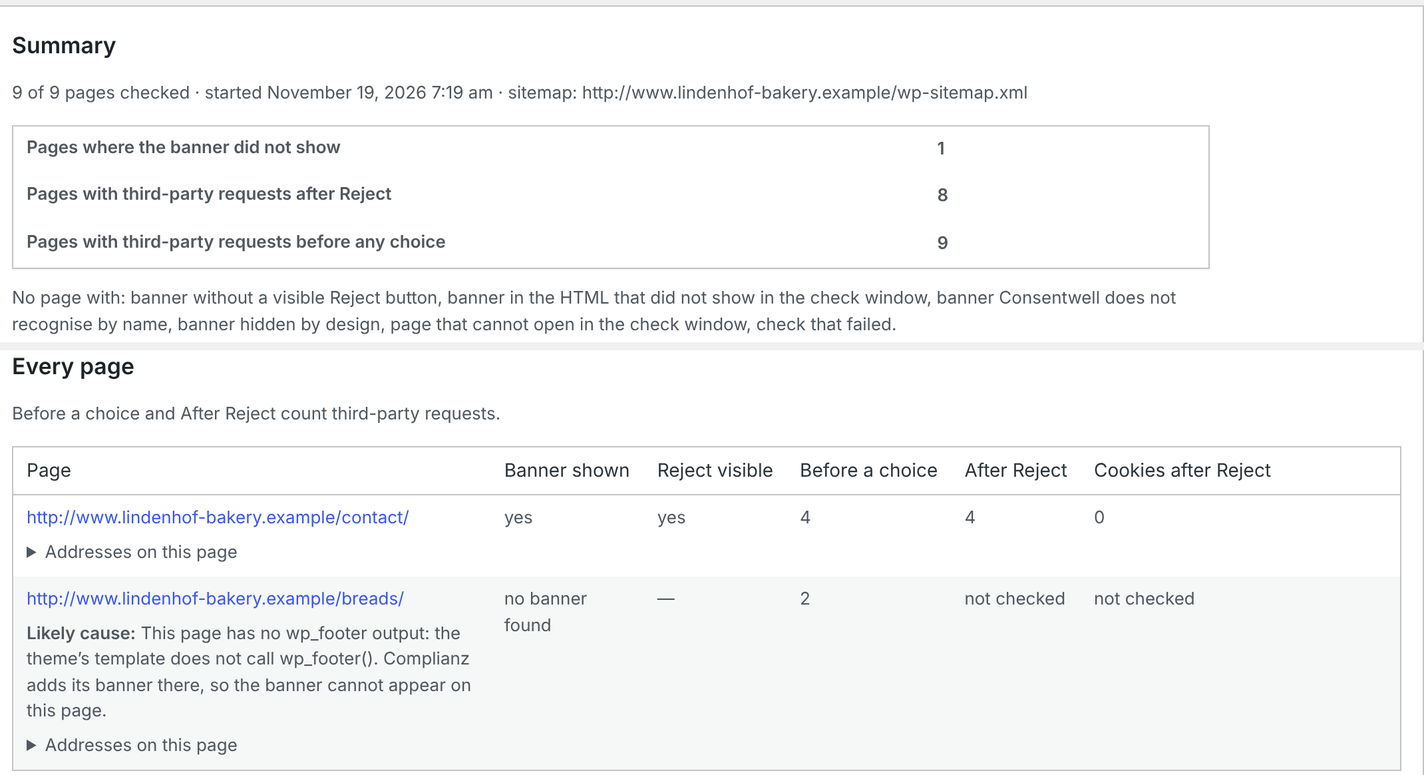 Summary
9 of 9 pages checked · started November 19, 2026 7:19 am · sitemap: http://www.lindenhof-bakery.example/wp-sitemap.xml
Pages where the banner did not show 1
Pages with third-party requests after Reject 8
Pages with third-party requests before any choice 9
No page with: banner without a visible Reject button, banner in the HTML that did not show in the check window, banner Consentwell does not
recognise by name, banner hidden by design, page that cannot open in the check window, check that failed.
Every page
Before a choice and After Reject count third-party requests.
Page Banner shown Reject visible Before a choice After Reject Cookies after Reject
http://www.lindenhof-bakery.example/contact/ yes yes 4 4 0
Addresses on this page
http://www.lindenhof-bakery.example/breads/ no banner — 2 not checked not checked
found
Likely cause: This page has no wp_footer output: the
theme’s template does not call wp_footer(). Complianz
adds its banner there, so the banner cannot appear on
this page.
Addresses on this page